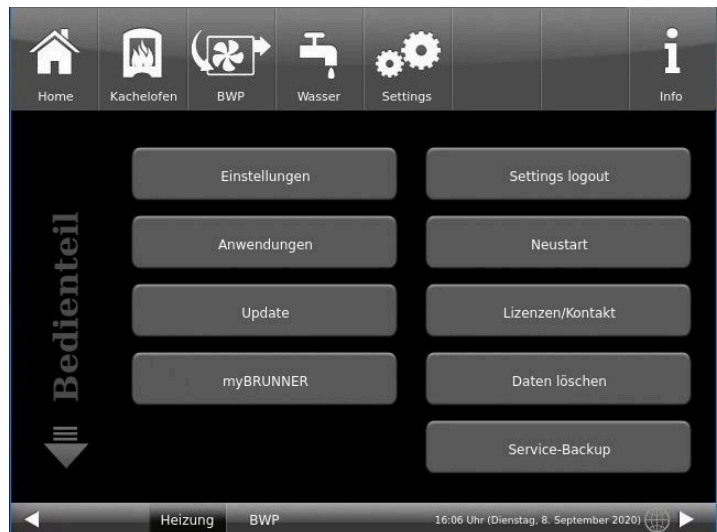 Home Kachelofen BWP Wasser Settings Info
Bedienteil
Einstellungen Settings logout
Anwendungen Neustart
Update Lizenzen/Kontakt
myBRUNNER Daten löschen
Service-Backup
Heizung BWP 16:06 Uhr (Dienstag, 8. September 2020)